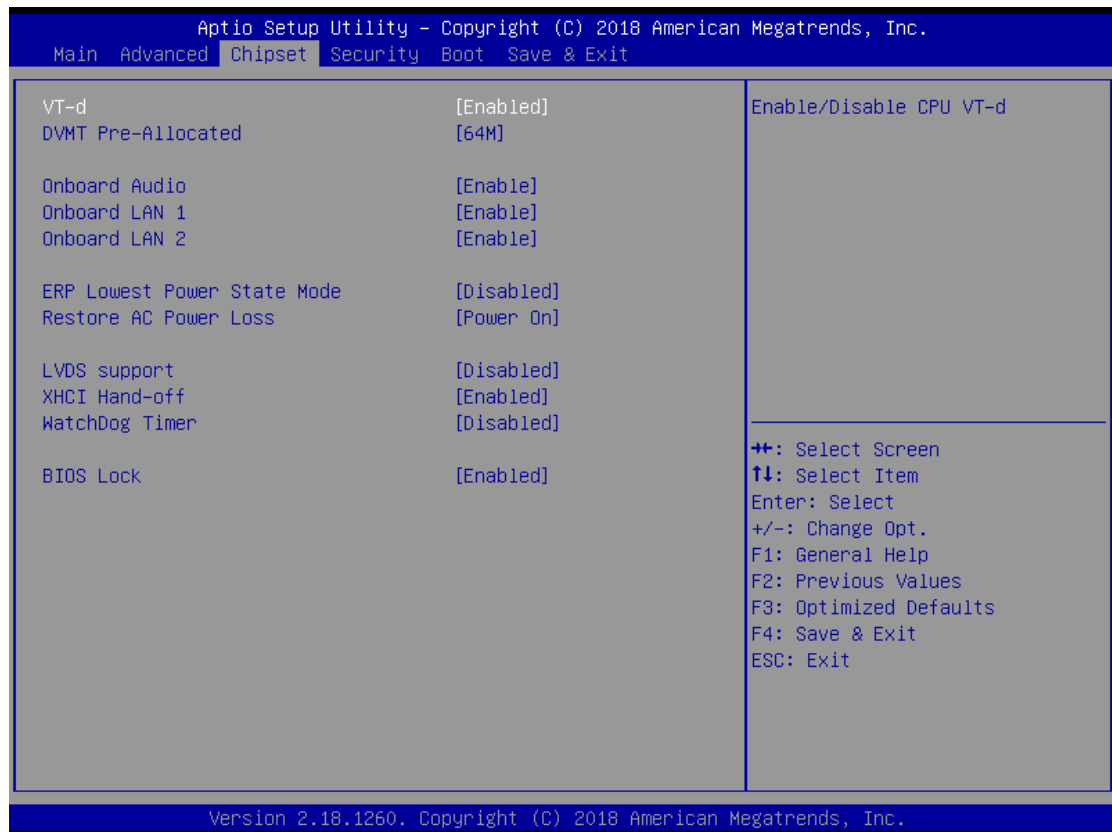 Aptio Setup Utility – Copyright (C) 2018 American Megatrends, Inc.
Main Advanced Chipset Security Boot Save & Exit
VT-d [Enabled]
DVMT Pre-Allocated [64M]
Onboard Audio [Enable]
Onboard LAN 1 [Enable]
Onboard LAN 2 [Enable]
ERP Lowest Power State Mode [Disabled]
Restore AC Power Loss [Power On]
LVDS support [Disabled]
XHCI Hand-off [Enabled]
WatchDog Timer [Disabled]
BIOS Lock [Enabled]
Enable/Disable CPU VT-d
→←: Select Screen
↑↓: Select Item
Enter: Select
+/-: Change Opt.
F1: General Help
F2: Previous Values
F3: Optimized Defaults
F4: Save & Exit
ESC: Exit
Version 2.18.1260. Copyright (C) 2018 American Megatrends, Inc.